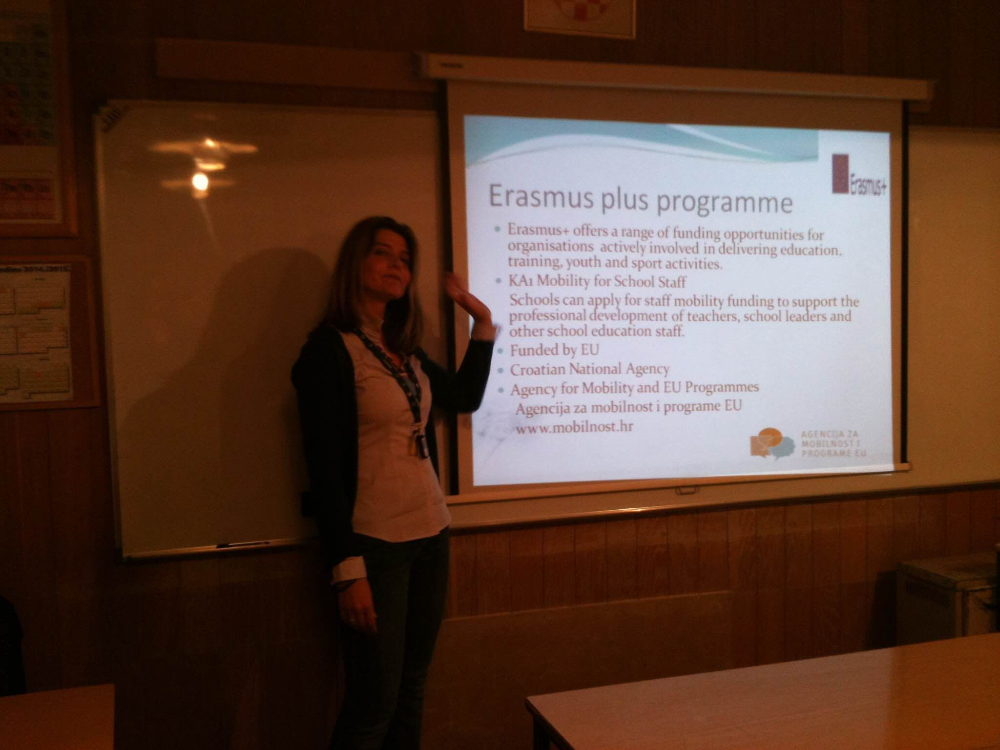 Erasmus+
Erasmus plus programme
• Erasmus+ offers a range of funding opportunities for
organisations actively involved in delivering education,
training, youth and sport activities.
• KA1 Mobility for School Staff
Schools can apply for staff mobility funding to support the
professional development of teachers, school leaders and
other school education staff.
• Funded by EU
• Croatian National Agency
• Agency for Mobility and EU Programmes
Agencija za mobilnost i programe EU
www.mobilnost.hr
AGENCIJA ZA
MOBILNOST I
PROGRAME EU
2014./2015.